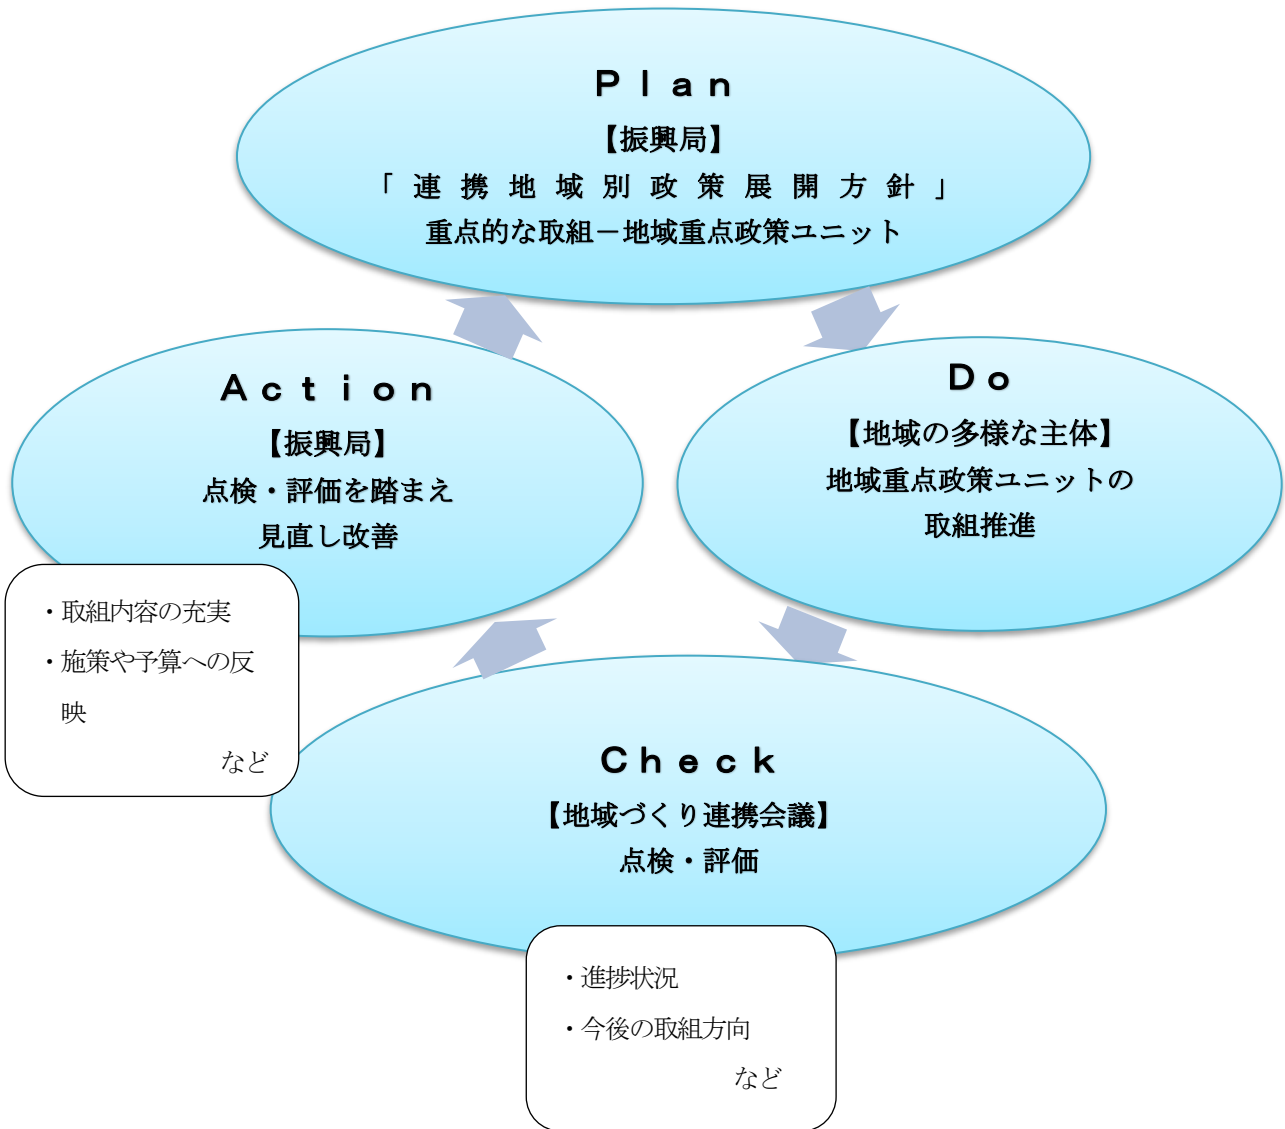 Ｐｌａｎ
【振興局】
「連携地域別政策展開方針」
重点的な取組－地域重点政策ユニット
Ａｃｔｉｏｎ
【振興局】
点検・評価を踏まえ
見直し改善
・取組内容の充実
・施策や予算への反
映
など
Ｄｏ
【地域の多様な主体】
地域重点政策ユニットの
取組推進
Ｃｈｅｃｋ
【地域づくり連携会議】
点検・評価
・進捗状況
・今後の取組方向
など